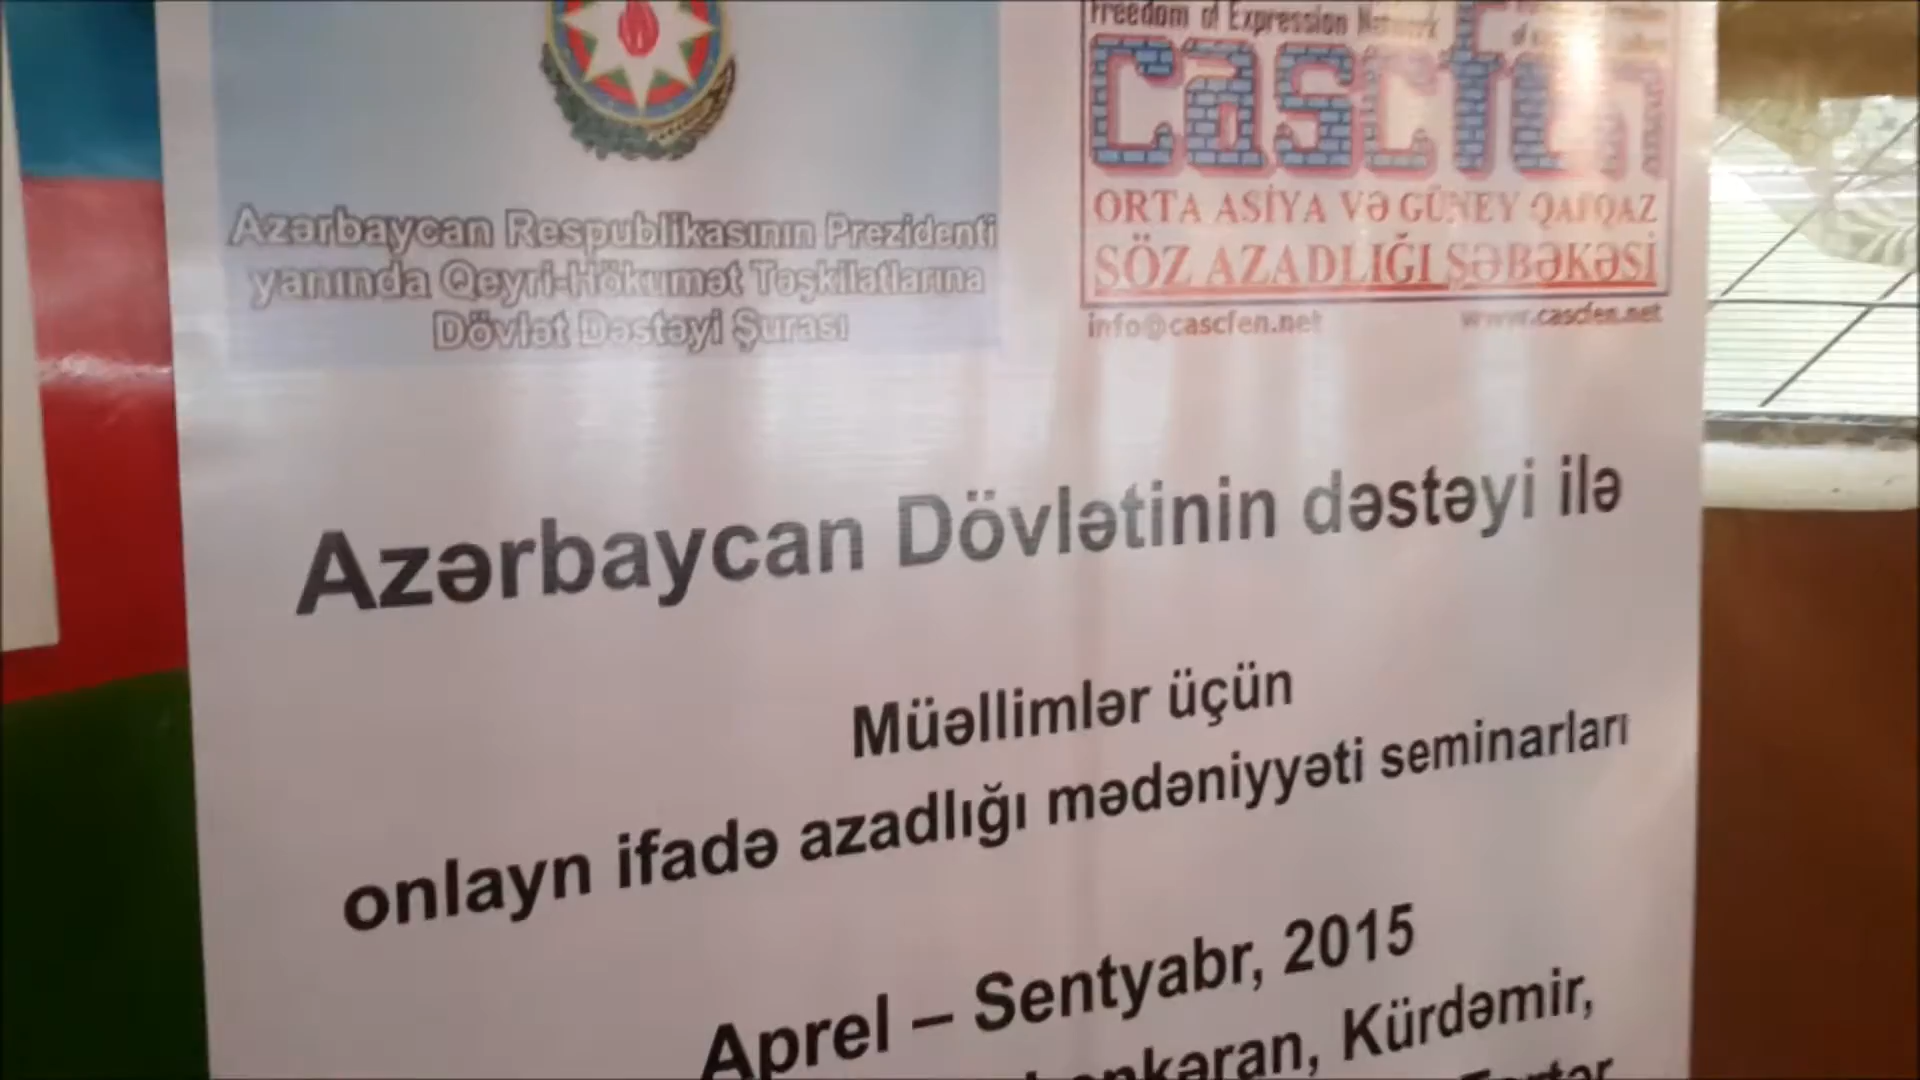 Azərbaycan Respublikasının Prezidenti
yanında Qeyri-Hökumət Təşkilatlarına
Dövlət Dəstəyi Şurası
Freedom of Expression Network
cascfen
ORTA ASİYA VƏ GÜNEY QAFQAZ
SÖZ AZADLIĞI ŞƏBƏKƏSİ
info@cascfen.net www.cascfen.net
Azərbaycan Dövlətinin dəstəyi ilə
Müəllimlər üçün
onlayn ifadə azadlığı mədəniyyəti seminarları
Aprel – Sentyabr, 2015
Kürdəmir,